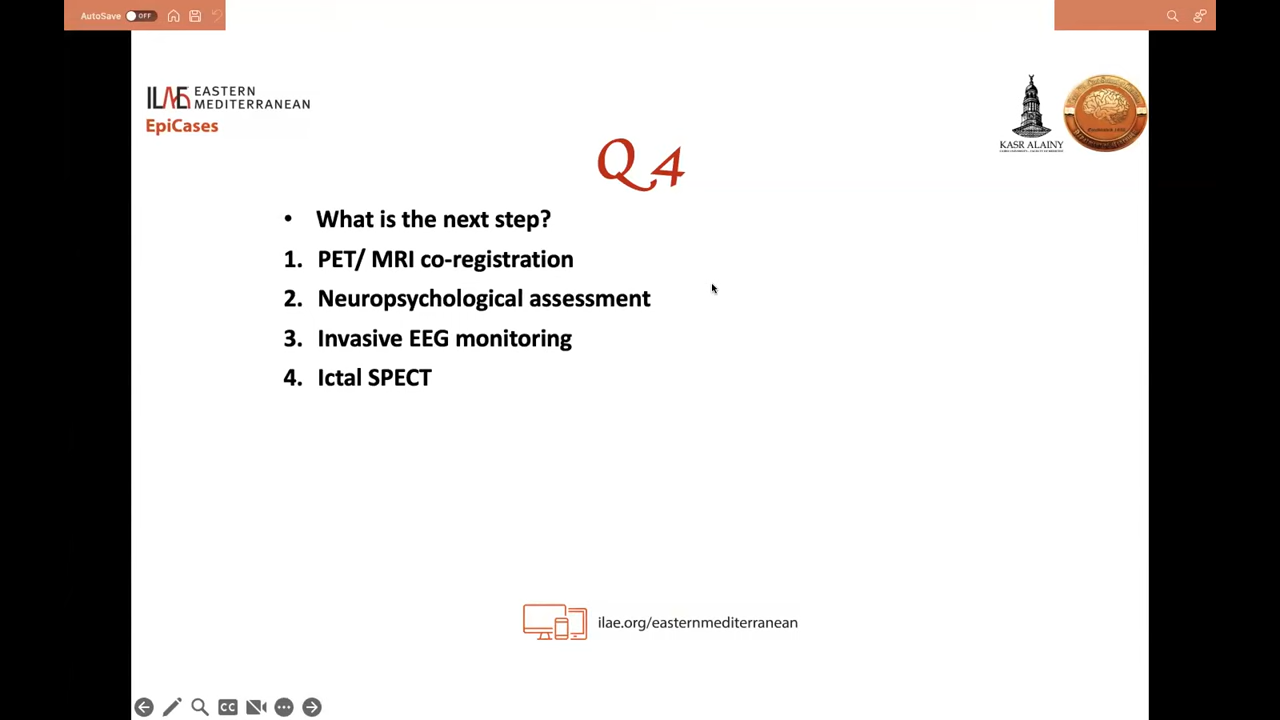 AutoSave OFF
ILAE EASTERN MEDITERRANEAN
EpiCases
KASR ALAINY
Q4
• What is the next step?
1. PET/ MRI co-registration
2. Neuropsychological assessment
3. Invasive EEG monitoring
4. Ictal SPECT
ilae.org/easternmediterranean
CC